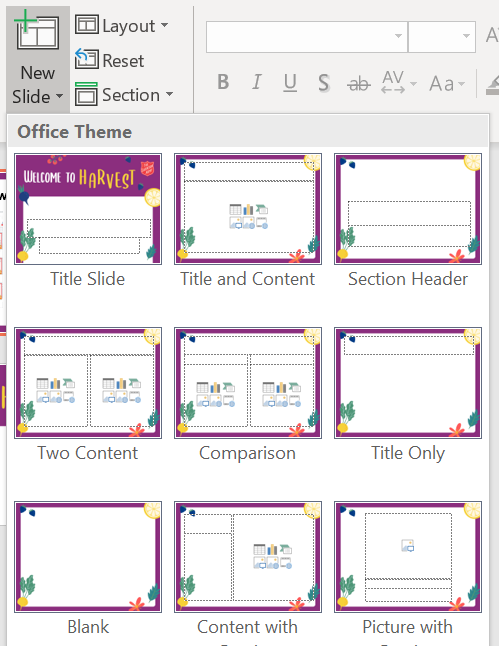 New
Slide
Layout
Reset
Section
B I U S ab AV Aa
Office Theme
WELCOME TO HARVEST
Title Slide
Title and Content
Section Header
Two Content
Comparison
Title Only
Blank
Content with
Picture with